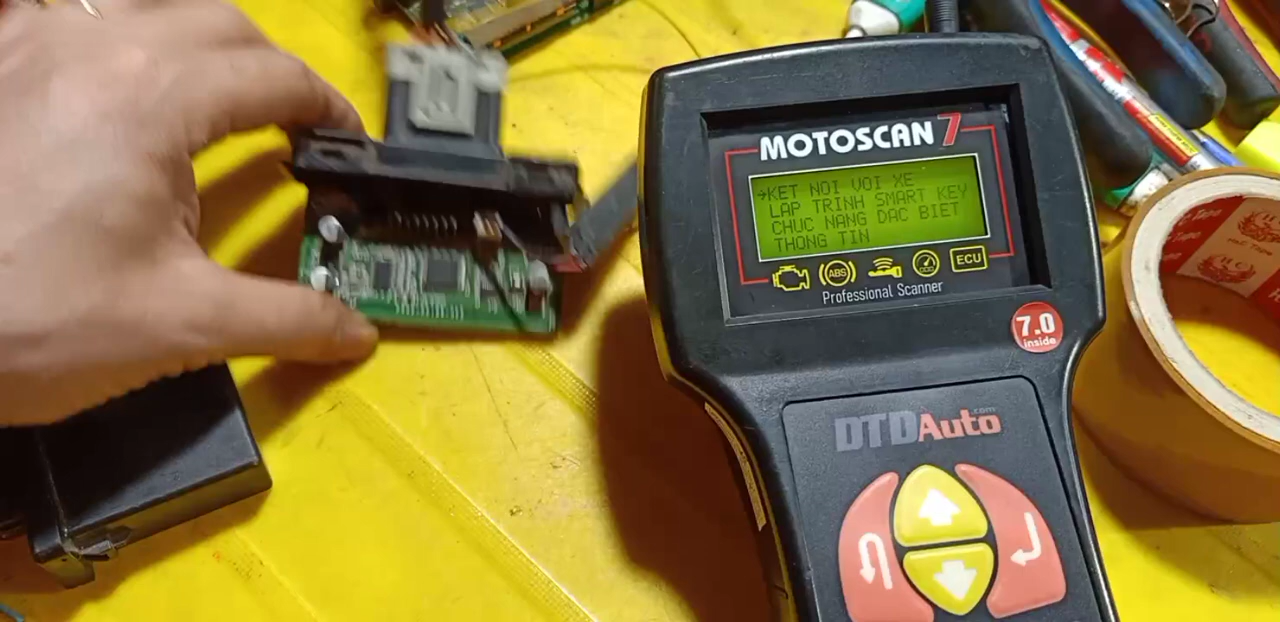 MOTOSCAN 7
→KET NOI VOI XE
LAP TRINH SMART KEY
CHUC NANG DAC BIET
THONG TIN
ABS
ECU
Professional Scanner
7.0
inside
DTDAuto.com